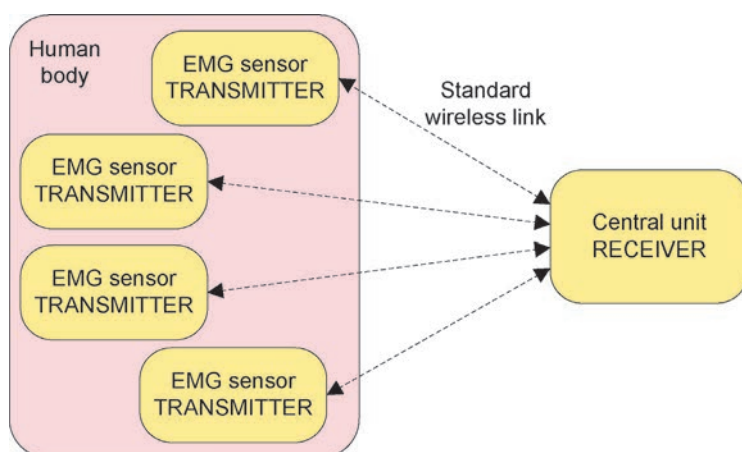 Human
body
EMG sensor
TRANSMITTER
Standard
wireless link
EMG sensor
TRANSMITTER
Central unit
RECEIVER
EMG sensor
TRANSMITTER
EMG sensor
TRANSMITTER